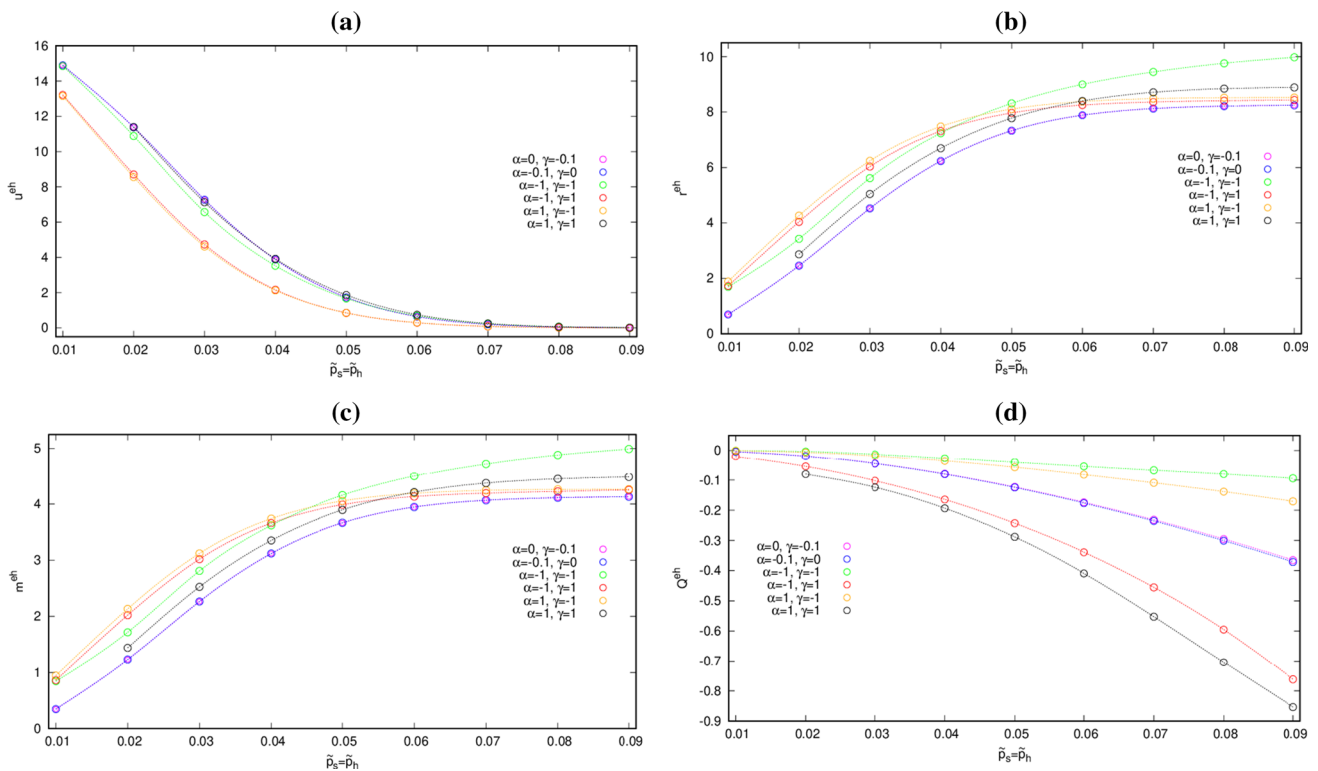 (a)
16
14
12
10
8
6
4
2
0
u^eh
α=0, γ=-0.1
α=-0.1, γ=0
α=-1, γ=-1
α=-1, γ=1
α=1, γ=-1
α=1, γ=1
0.01 0.02 0.03 0.04 0.05 0.06 0.07 0.08 0.09
p̃s=p̃h
(b)
10
8
6
4
2
0
r^eh
α=0, γ=-0.1
α=-0.1, γ=0
α=-1, γ=-1
α=-1, γ=1
α=1, γ=-1
α=1, γ=1
0.01 0.02 0.03 0.04 0.05 0.06 0.07 0.08 0.09
p̃s=p̃h
(c)
5
4
3
2
1
0
m^eh
α=0, γ=-0.1
α=-0.1, γ=0
α=-1, γ=-1
α=-1, γ=1
α=1, γ=-1
α=1, γ=1
0.01 0.02 0.03 0.04 0.05 0.06 0.07 0.08 0.09
p̃s=p̃h
(d)
0
-0.1
-0.2
-0.3
-0.4
-0.5
-0.6
-0.7
-0.8
-0.9
Q^eh
α=0, γ=-0.1
α=-0.1, γ=0
α=-1, γ=-1
α=-1, γ=1
α=1, γ=-1
α=1, γ=1
0.01 0.02 0.03 0.04 0.05 0.06 0.07 0.08 0.09
p̃s=p̃h